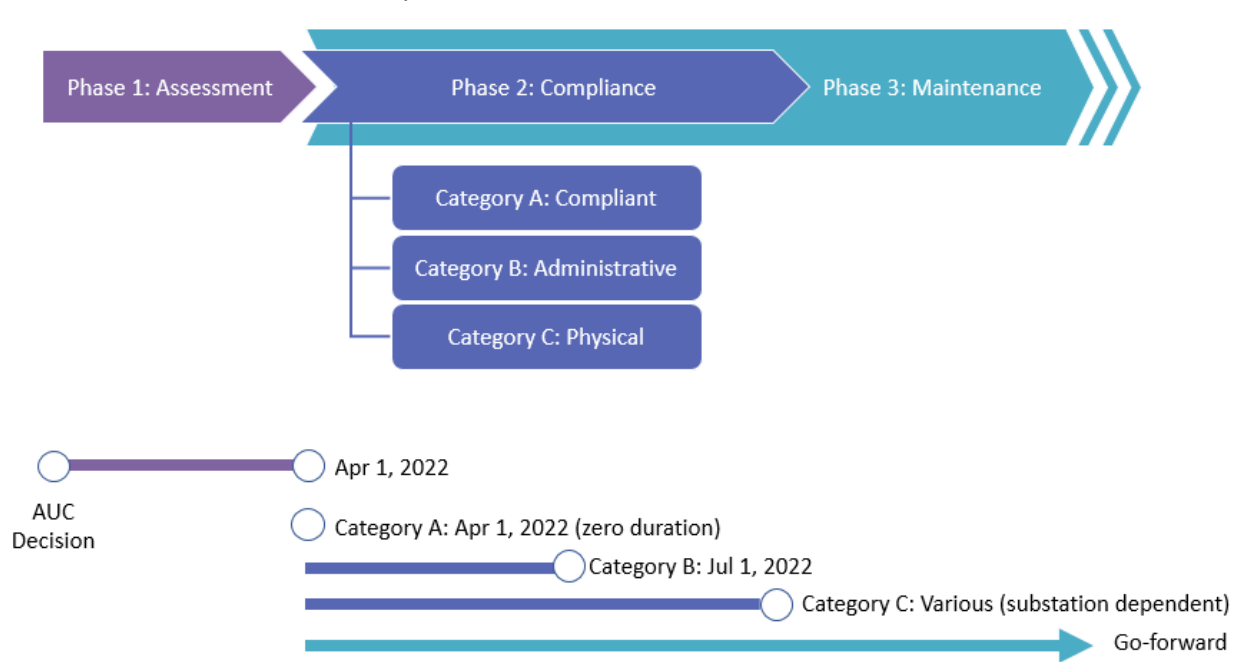 Phase 1: Assessment
Phase 2: Compliance
Phase 3: Maintenance
Category A: Compliant
Category B: Administrative
Category C: Physical
Apr 1, 2022
AUC
Decision
Category A: Apr 1, 2022 (zero duration)
Category B: Jul 1, 2022
Category C: Various (substation dependent)
Go-forward